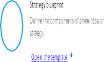 Strategy blueprint
Define the components of a new idea or
strategy.
Open the template